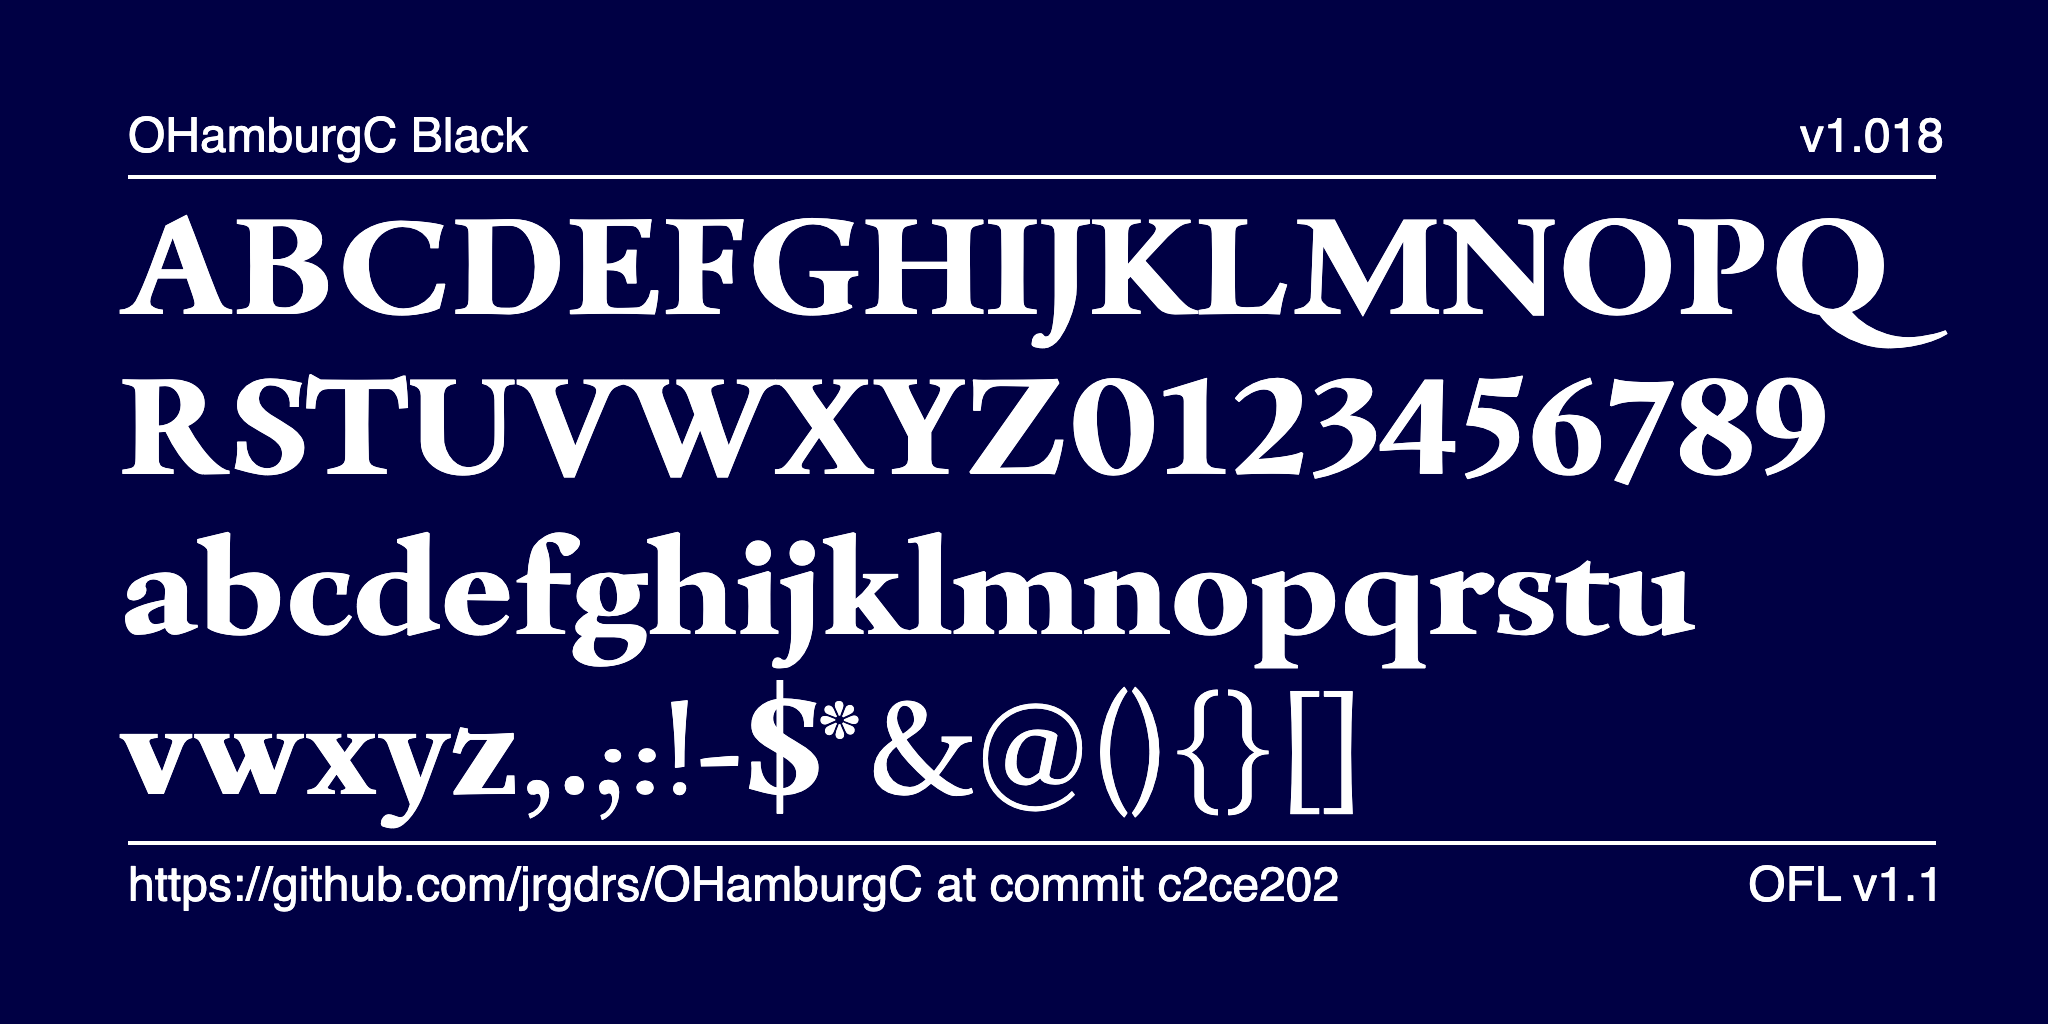 OHamburgC Black
v1.018
ABCDEFGHIJKLMNOPQ
RSTUVWXYZ0123456789
abcdefghijklmnopqrstu
vwxyz,.;:!-$*&@(){}[]
https://github.com/jrgdrs/OHamburgC at commit c2ce202
OFL v1.1